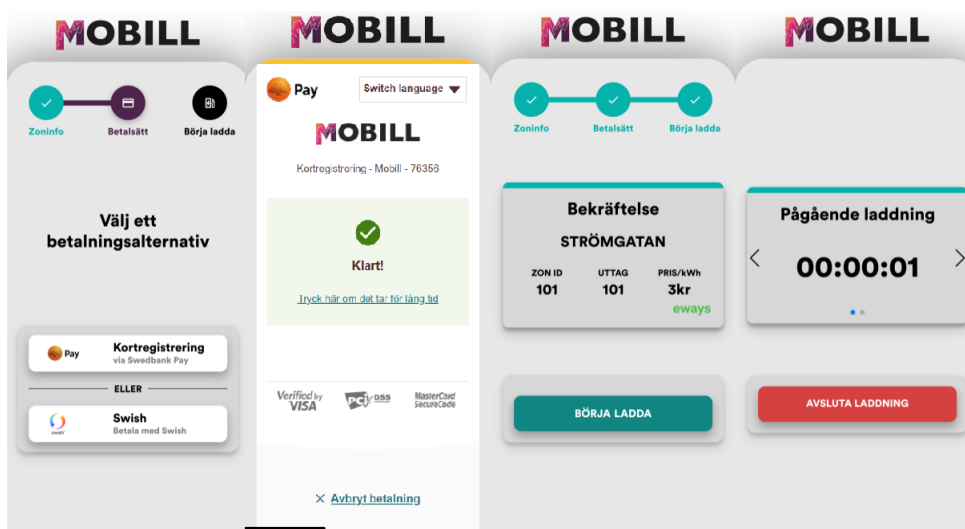 MOBILL
Zoninfo
Betalsätt
Börja ladda
Välj ett
betalningsalternativ
Pay
Kortregistrering
via Swedbank Pay
ELLER
swish
Swish
Betala med Swish
MOBILL
Pay
Switch language
MOBILL
Kortregistrering - Mobill - 76356
Klart!
Tryck här om det tar för lång tid
Verified by
VISA
PCI DSS
MasterCard
SecureCode
Avbryt betalning
MOBILL
Zoninfo
Betalsätt
Börja ladda
Bekräftelse
STRÖMGATAN
ZON ID UTTAG PRIS/kWh
101 101 3kr
eways
BÖRJA LADDA
MOBILL
Pågående laddning
00:00:01
AVSLUTA LADDNING